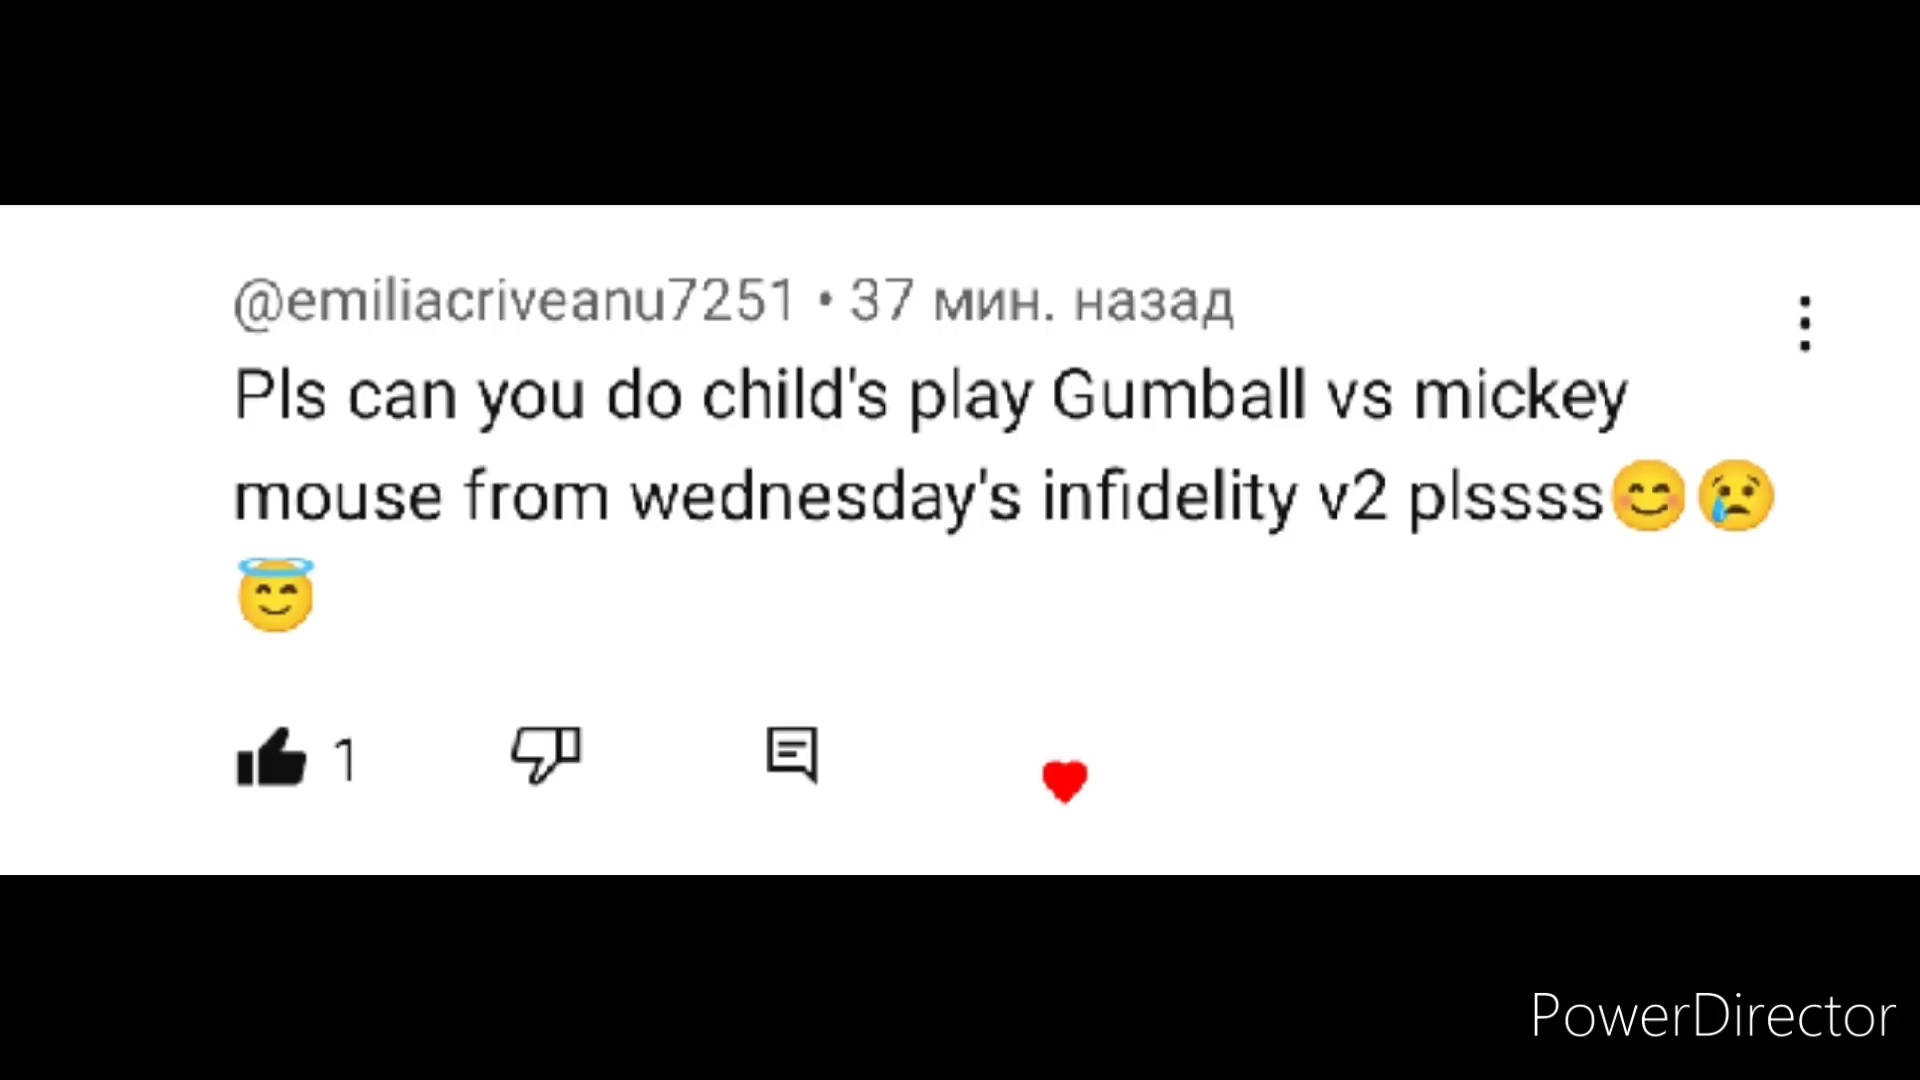 @emiliacriveanu7251 • 37 мин. назад
Pls can you do child's play Gumball vs mickey
mouse from wednesday's infidelity v2 plssss😊😢
😇
1
PowerDirector